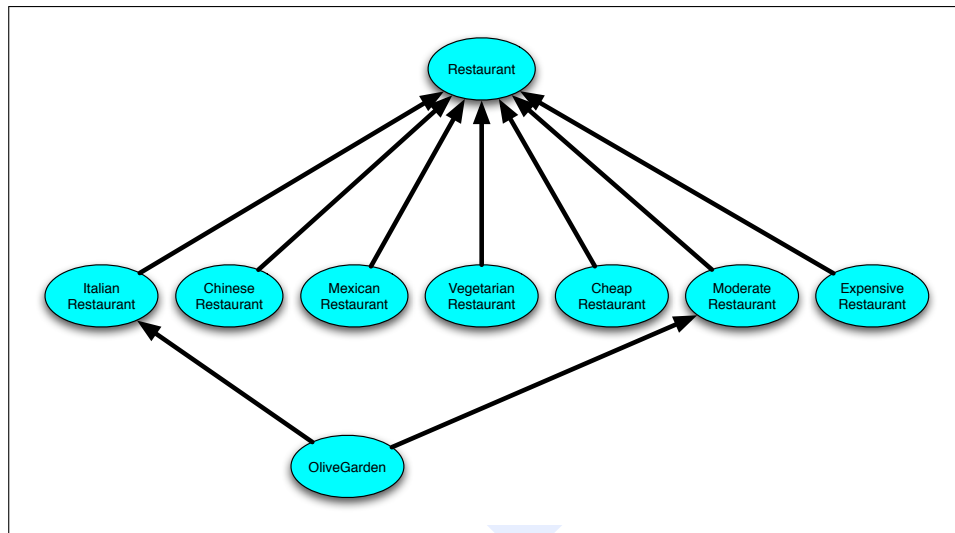 Restaurant
Italian
Restaurant
Chinese
Restaurant
Mexican
Restaurant
Vegetarian
Restaurant
Cheap
Restaurant
Moderate
Restaurant
Expensive
Restaurant
OliveGarden